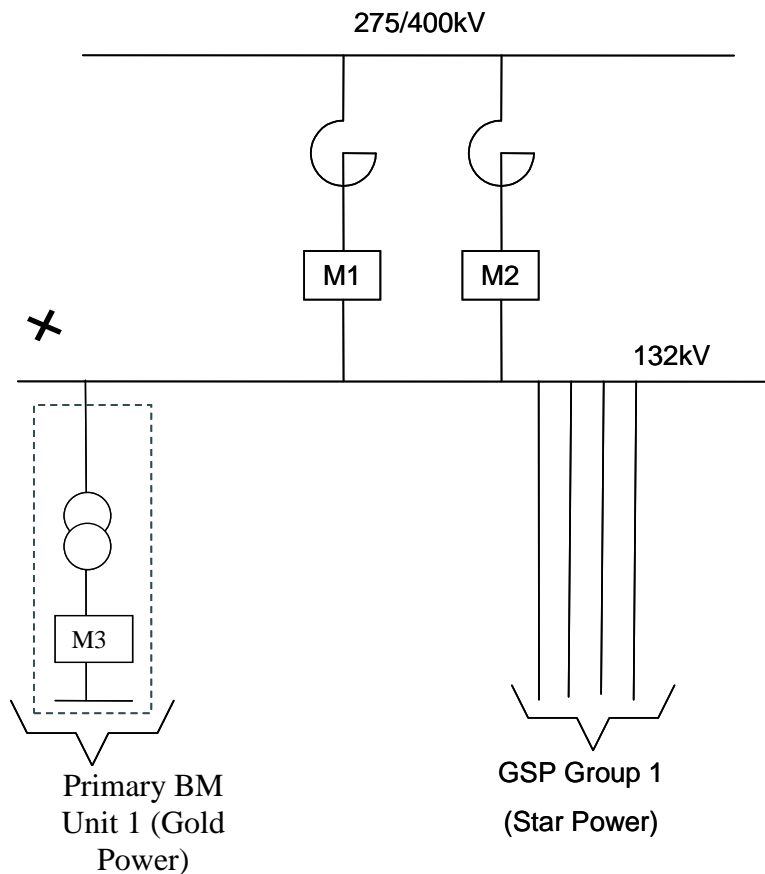 275/400kV
M1
M2
132kV
M3
Primary BM
Unit 1 (Gold
Power)
GSP Group 1
(Star Power)